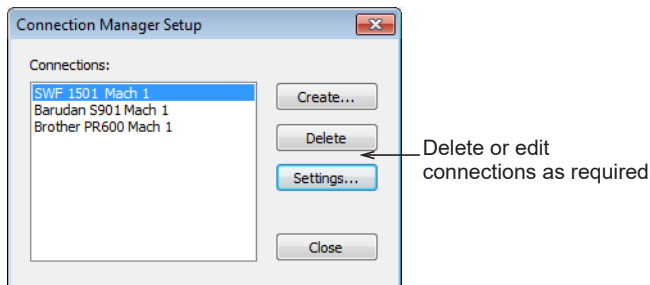 Connection Manager Setup
Connections:
SWF 1501 Mach 1
Barudan S901 Mach 1
Brother PR600 Mach 1
Create...
Delete
Settings...
Close
Delete or edit
connections as required